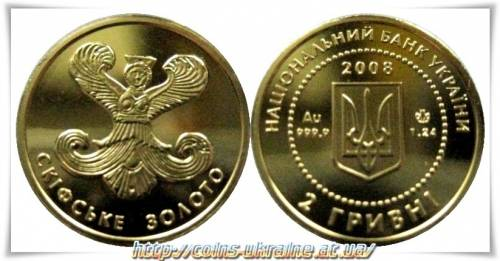 СКІФСЬКЕ ЗОЛОТО
НАЦІОНАЛЬНИЙ БАНК УКРАЇНИ
2008
Au
999,9
1,24
2 ГРИВНІ
http://coins-ukraine.at.ua/